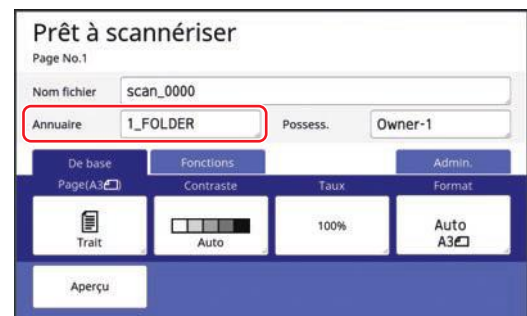 Prêt à scannériser
Page No.1
Nom fichier scan_0000
Annuaire 1_FOLDER Possess. Owner-1
De base Fonctions Admin.
Page(A3) Contraste Taux Format
Trait Auto 100% Auto
A3
Aperçu